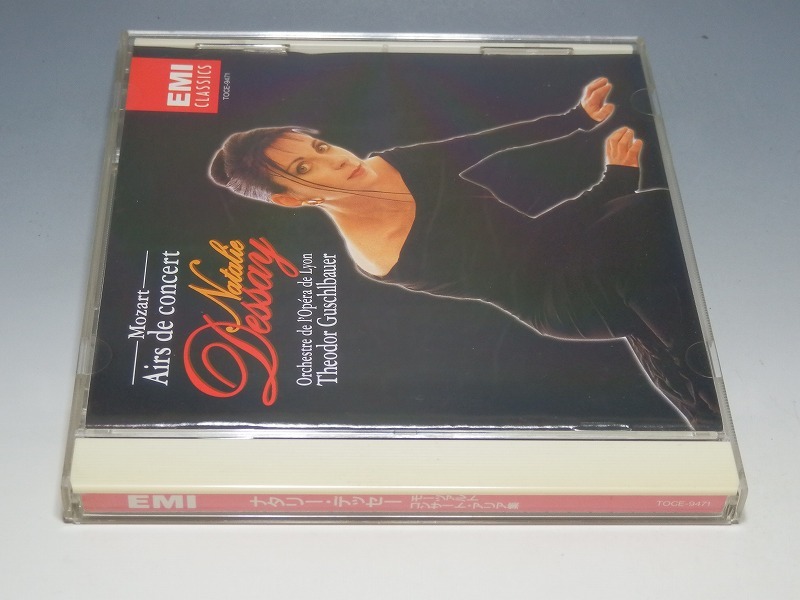 EMI
CLASSICS
TOCE-9471
Mozart
Airs de concert
Natalie
Dessay
Orchestre de l'Opéra de Lyon
Theodor Guschlbauer
EMI
ナタリー・デッセー
モーツァルト
コンサート・アリア集
TOCE-9471